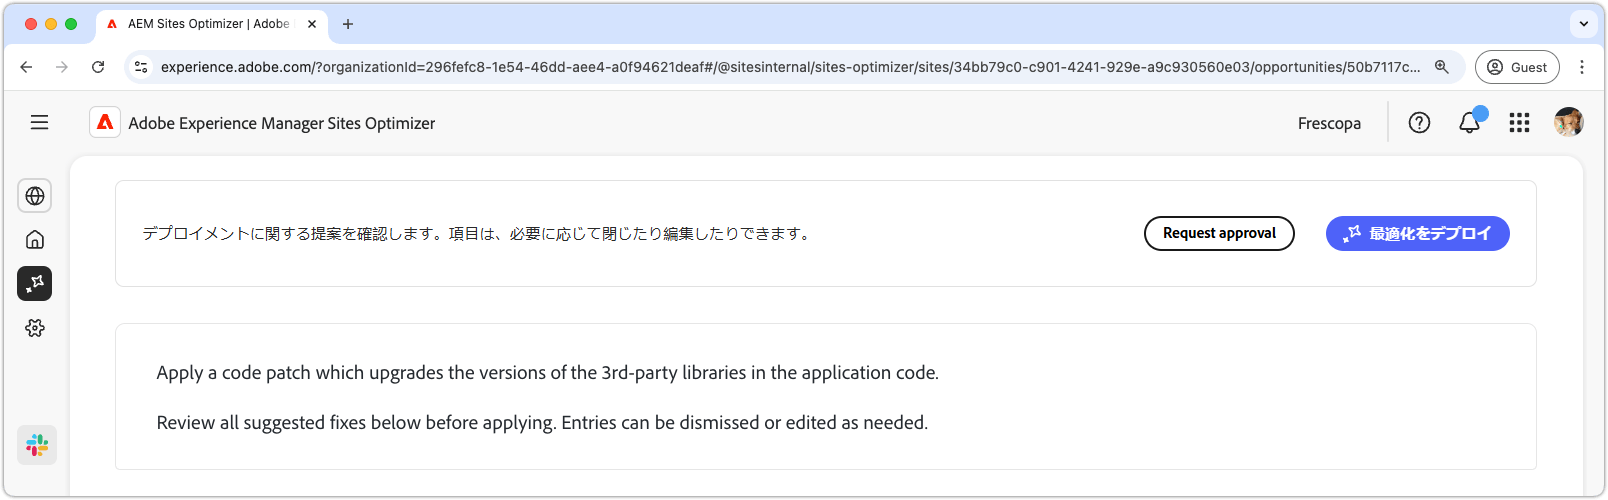 AEM Sites Optimizer | Adobe
experience.adobe.com/?organizationId=296fefc8-1e54-46dd-aee4-a0f94621deaf#/@sitesinternal/sites-optimizer/sites/34bb79c0-c901-4241-929e-a9c930560e03/opportunities/50b7117c...
Guest
Adobe Experience Manager Sites Optimizer
Frescopa
デプロイメントに関する提案を確認します。項目は、必要に応じて閉じたり編集したりできます。
Request approval
最適化をデプロイ
Apply a code patch which upgrades the versions of the 3rd-party libraries in the application code.
Review all suggested fixes below before applying. Entries can be dismissed or edited as needed.